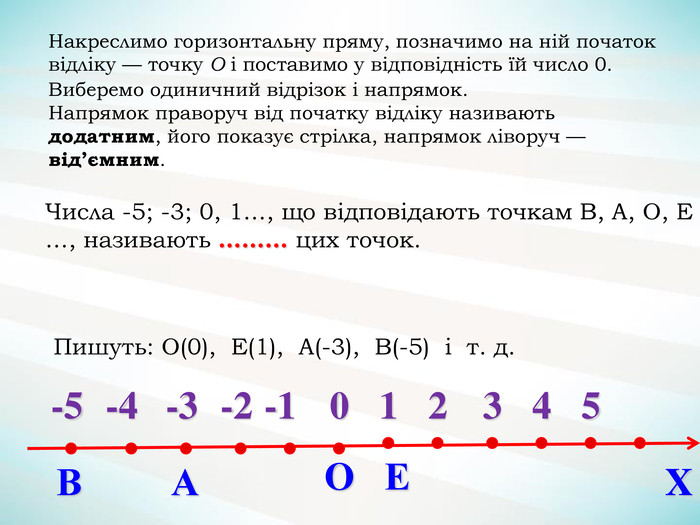 Накреслимо горизонтальну пряму, позначимо на ній початок
відліку — точку О і поставимо у відповідність їй число 0.
Виберемо одиничний відрізок і напрямок.
Напрямок праворуч від початку відліку називають
додатним, його показує стрілка, напрямок ліворуч —
від’ємним.
Числа -5; -3; 0, 1…, що відповідають точкам В, А, О, Е
…, називають ......... цих точок.
Пишуть: О(0), Е(1), А(-3), В(-5) і т. д.
-5 -4 -3 -2 -1 0 1 2 3 4 5
В А О Е Х